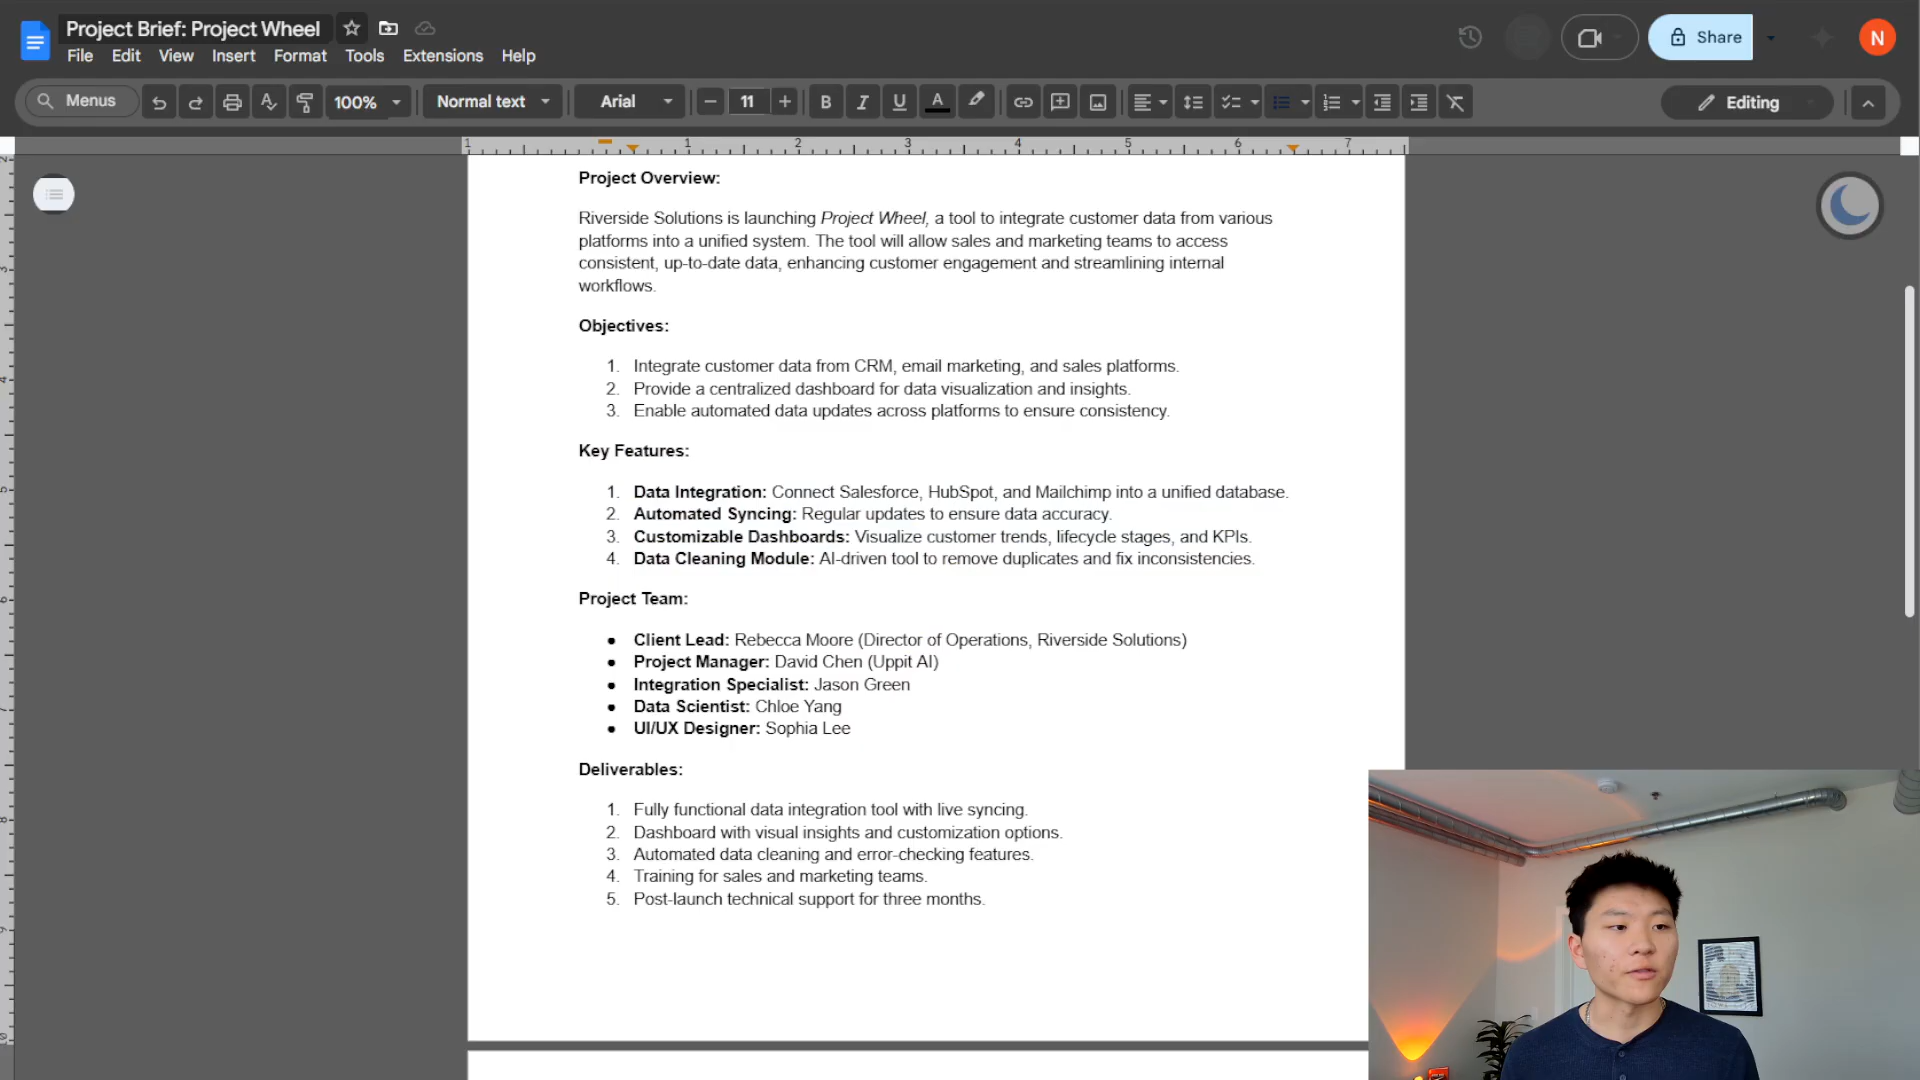 Project Brief: Project Wheel
File Edit View Insert Format Tools Extensions Help
Share
N
Menus 100% Normal text Arial 11 Editing
1 1 2 3 4 5 6 7
Project Overview:
Riverside Solutions is launching Project Wheel, a tool to integrate customer data from various
platforms into a unified system. The tool will allow sales and marketing teams to access
consistent, up-to-date data, enhancing customer engagement and streamlining internal
workflows.
Objectives:
1. Integrate customer data from CRM, email marketing, and sales platforms.
2. Provide a centralized dashboard for data visualization and insights.
3. Enable automated data updates across platforms to ensure consistency.
Key Features:
1. Data Integration: Connect Salesforce, HubSpot, and Mailchimp into a unified database.
2. Automated Syncing: Regular updates to ensure data accuracy.
3. Customizable Dashboards: Visualize customer trends, lifecycle stages, and KPIs.
4. Data Cleaning Module: AI-driven tool to remove duplicates and fix inconsistencies.
Project Team:
● Client Lead: Rebecca Moore (Director of Operations, Riverside Solutions)
● Project Manager: David Chen (Uppit AI)
● Integration Specialist: Jason Green
● Data Scientist: Chloe Yang
● UI/UX Designer: Sophia Lee
Deliverables:
1. Fully functional data integration tool with live syncing.
2. Dashboard with visual insights and customization options.
3. Automated data cleaning and error-checking features.
4. Training for sales and marketing teams.
5. Post-launch technical support for three months.